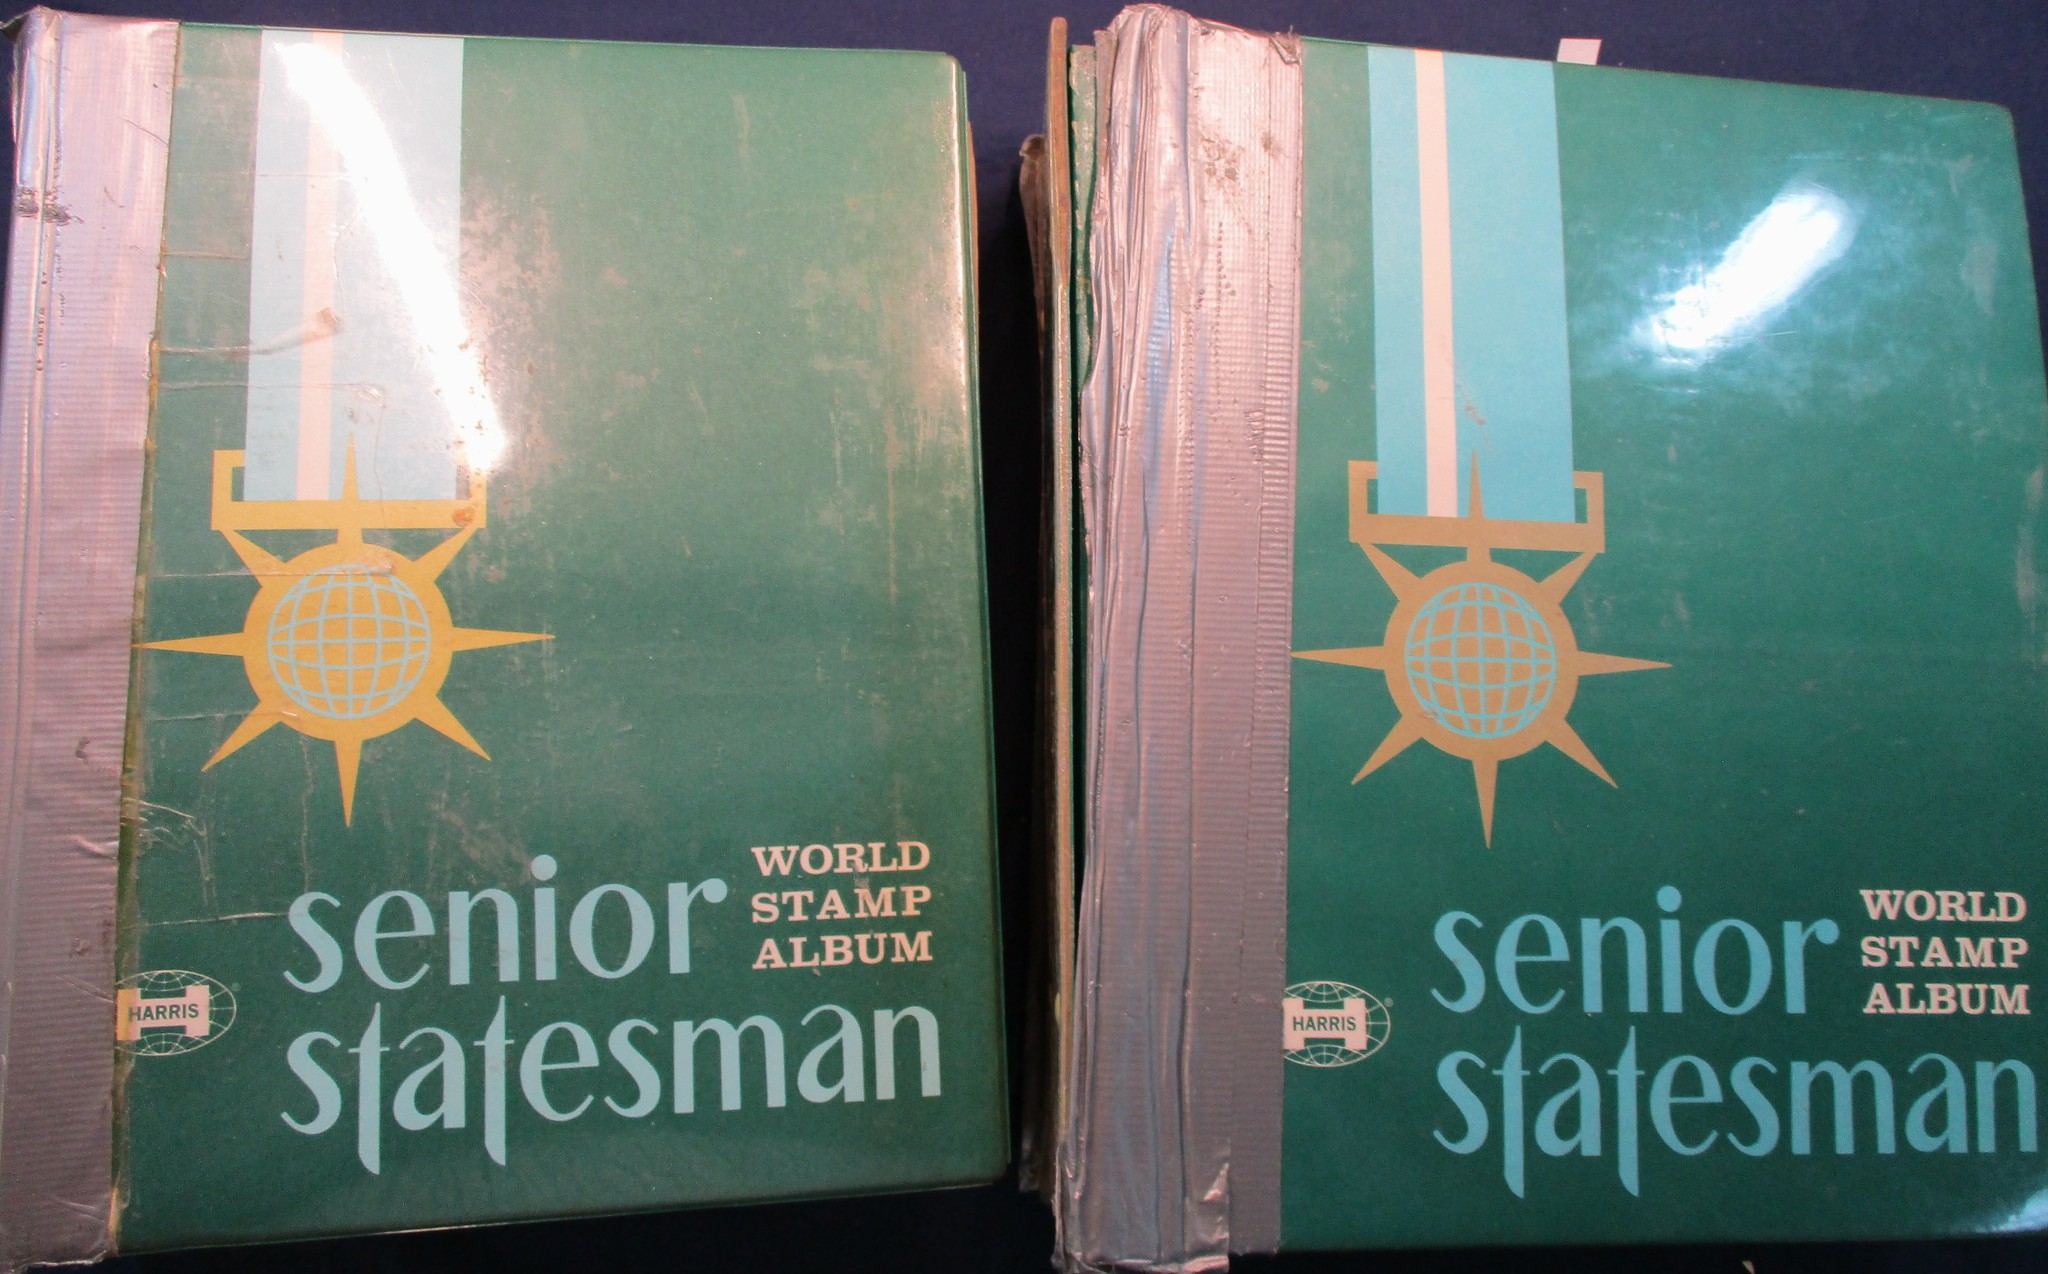 senior
WORLD
STAMP
ALBUM
statesman
HARRIS
senior
WORLD
STAMP
ALBUM
statesman
HARRIS